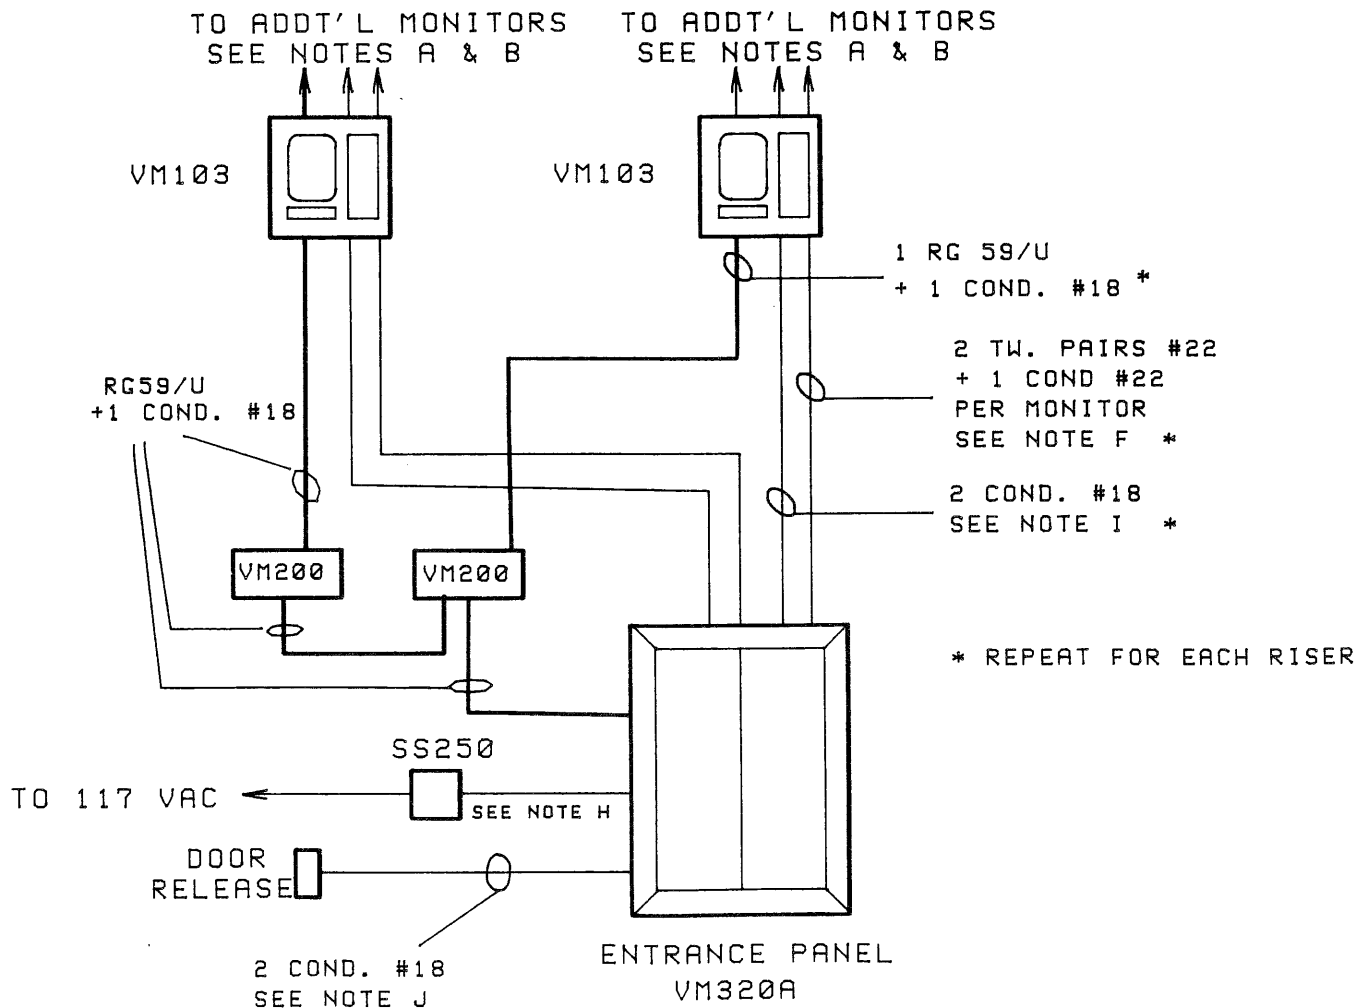 TO ADDT'L MONITORS
SEE NOTES A & B
TO ADDT'L MONITORS
SEE NOTES A & B
VM103
VM103
1 RG 59/U
+ 1 COND. #18 *
2 TW. PAIRS #22
+ 1 COND #22
PER MONITOR
SEE NOTE F *
RG59/U
+1 COND. #18
2 COND. #18
SEE NOTE I *
VM200
VM200
* REPEAT FOR EACH RISER
SS250
TO 117 VAC
SEE NOTE H
DOOR
RELEASE
2 COND. #18
SEE NOTE J
ENTRANCE PANEL
VM320A